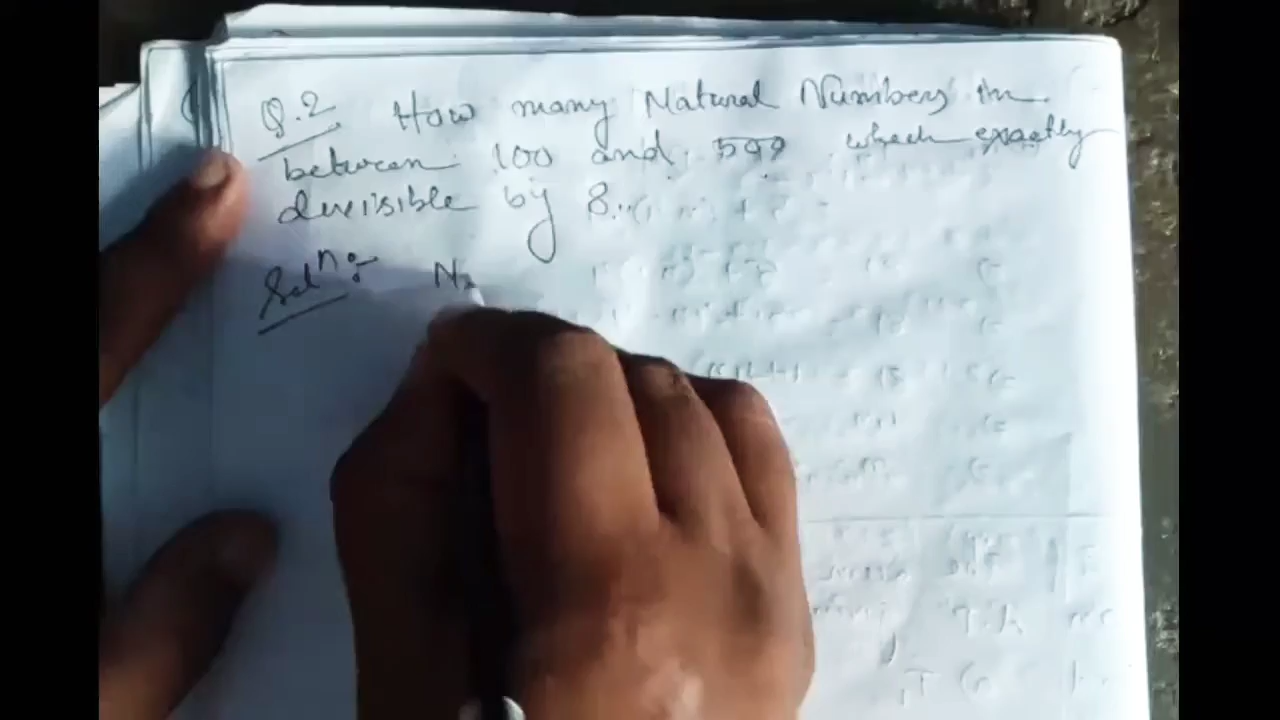 Q.2 How many Natural Numbers in
between 100 and 500 which exactly
divisible by 8.
Solⁿ:- N